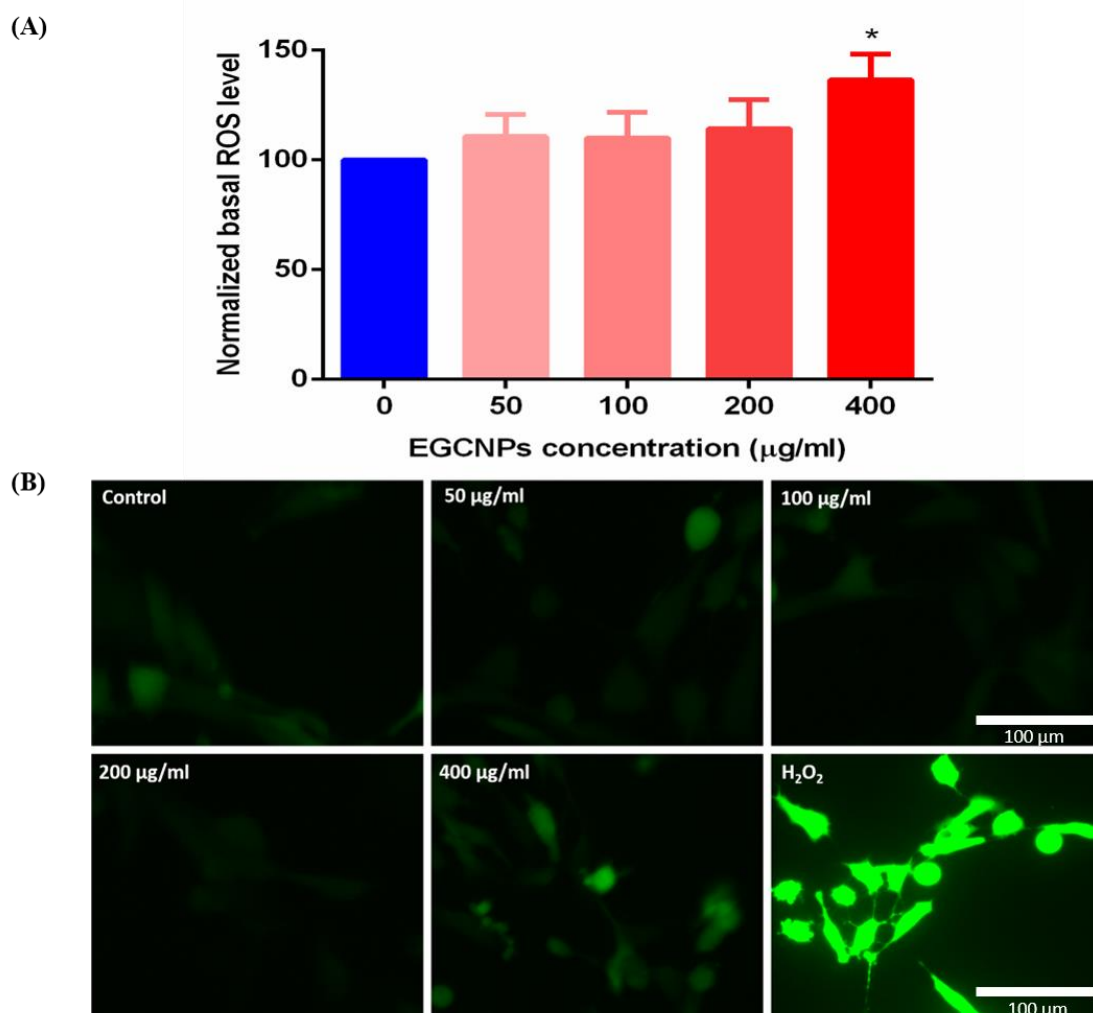 (A)
*
150
100
50
0
Normalized basal ROS level
0 50 100 200 400
EGCNPs concentration (μg/ml)
(B)
Control 50 μg/ml 100 μg/ml
100 μm
200 μg/ml 400 μg/ml H₂O₂
100 μm